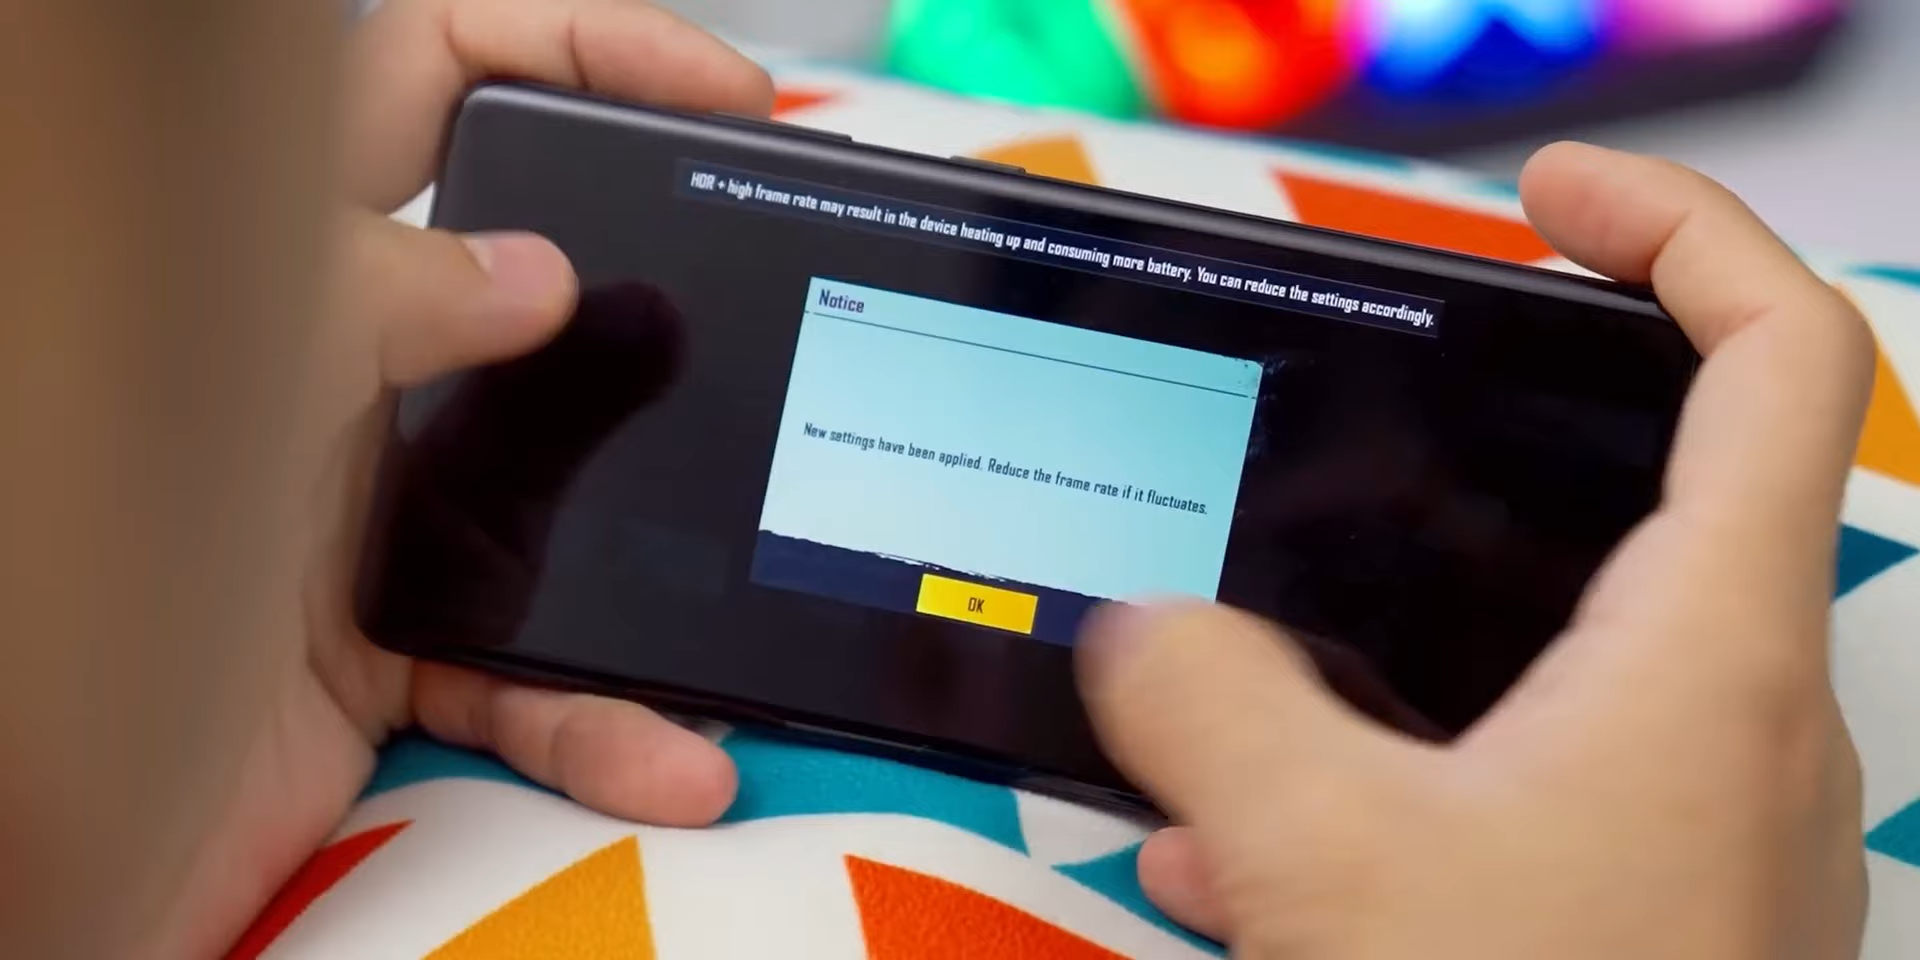 HDR + high frame rate may result in the device heating up and consuming more battery. You can reduce the settings accordingly.
Notice
New settings have been applied. Reduce the frame rate if it fluctuates.
OK